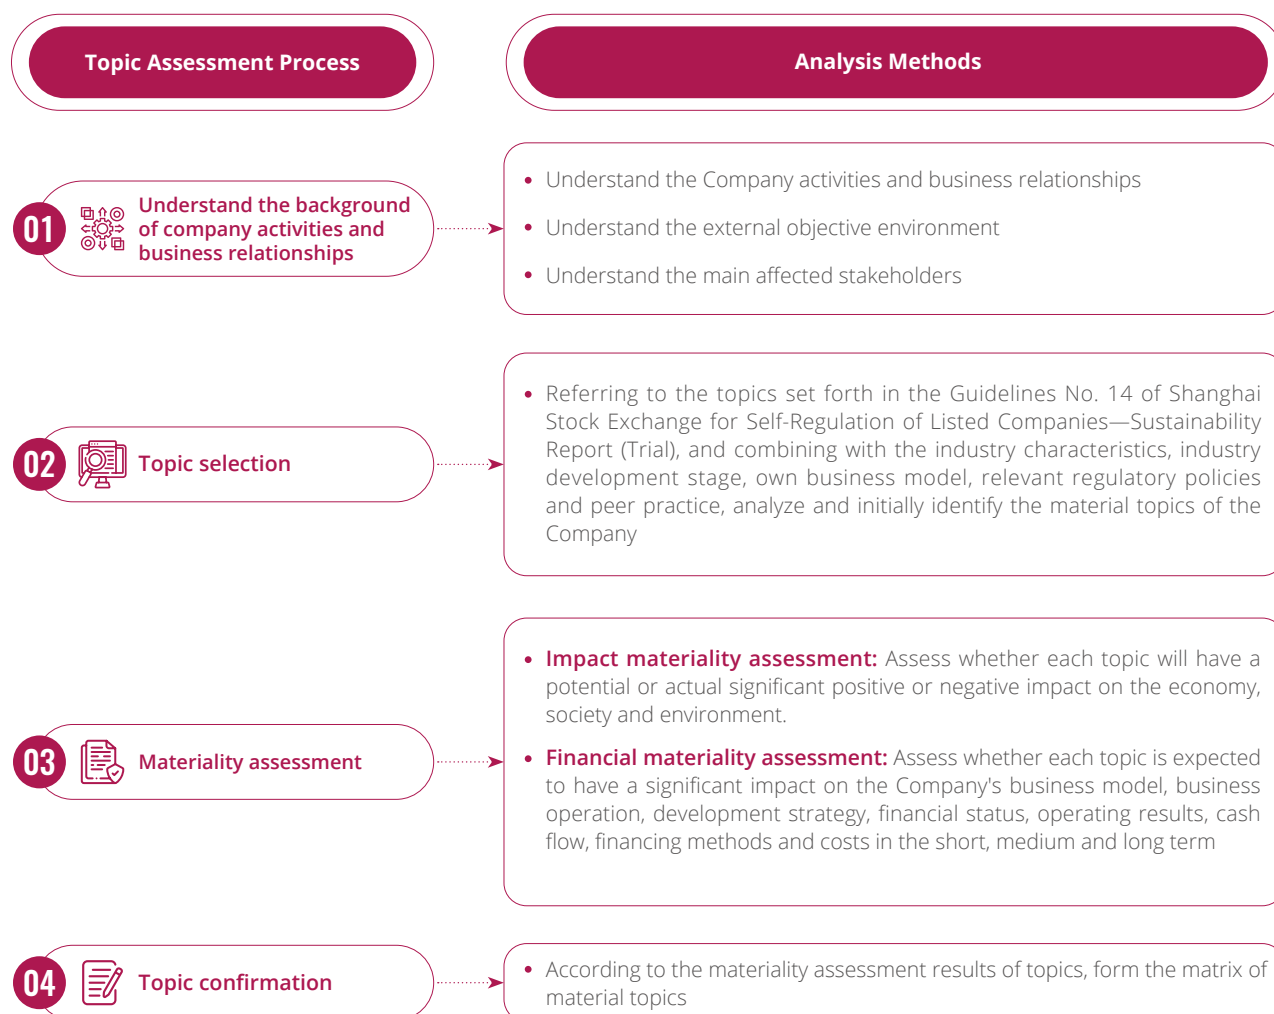 Topic Assessment Process
Analysis Methods
01
Understand the background
of company activities and
business relationships
• Understand the Company activities and business relationships
• Understand the external objective environment
• Understand the main affected stakeholders
02
Topic selection
• Referring to the topics set forth in the Guidelines No. 14 of Shanghai
Stock Exchange for Self-Regulation of Listed Companies—Sustainability
Report (Trial), and combining with the industry characteristics, industry
development stage, own business model, relevant regulatory policies
and peer practice, analyze and initially identify the material topics of the
Company
03
Materiality assessment
• Impact materiality assessment: Assess whether each topic will have a
potential or actual significant positive or negative impact on the economy,
society and environment.
• Financial materiality assessment: Assess whether each topic is expected
to have a significant impact on the Company's business model, business
operation, development strategy, financial status, operating results, cash
flow, financing methods and costs in the short, medium and long term
04
Topic confirmation
• According to the materiality assessment results of topics, form the matrix of
material topics